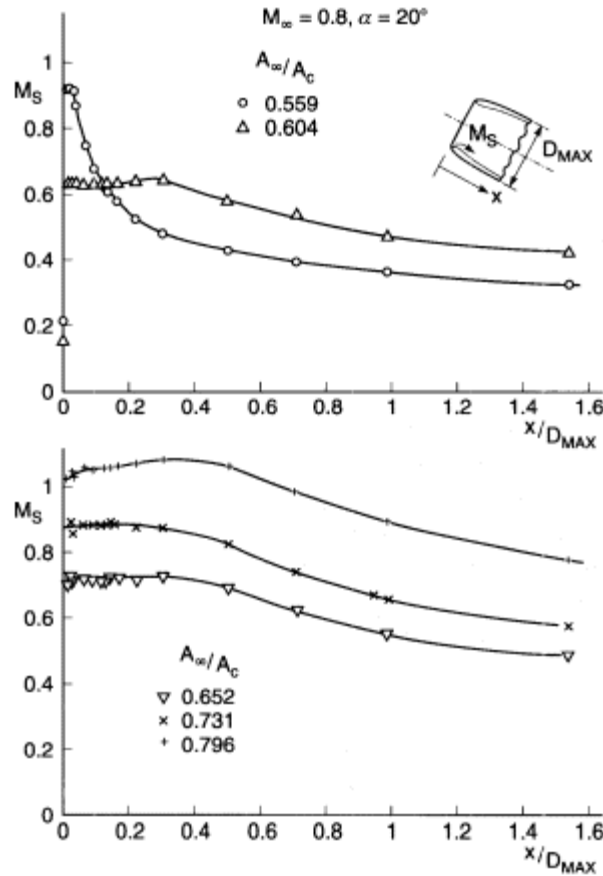 M∞ = 0.8, α = 20°
A∞/Ac
○ 0.559
△ 0.604
MS
DMAX
x
MS
1
0.8
0.6
0.4
0.2
0
0 0.2 0.4 0.6 0.8 1 1.2 1.4 1.6
x/DMAX
MS
1
0.8
0.6
0.4
0.2
0
A∞/Ac
▽ 0.652
× 0.731
+ 0.796
0 0.2 0.4 0.6 0.8 1 1.2 1.4 1.6
x/DMAX